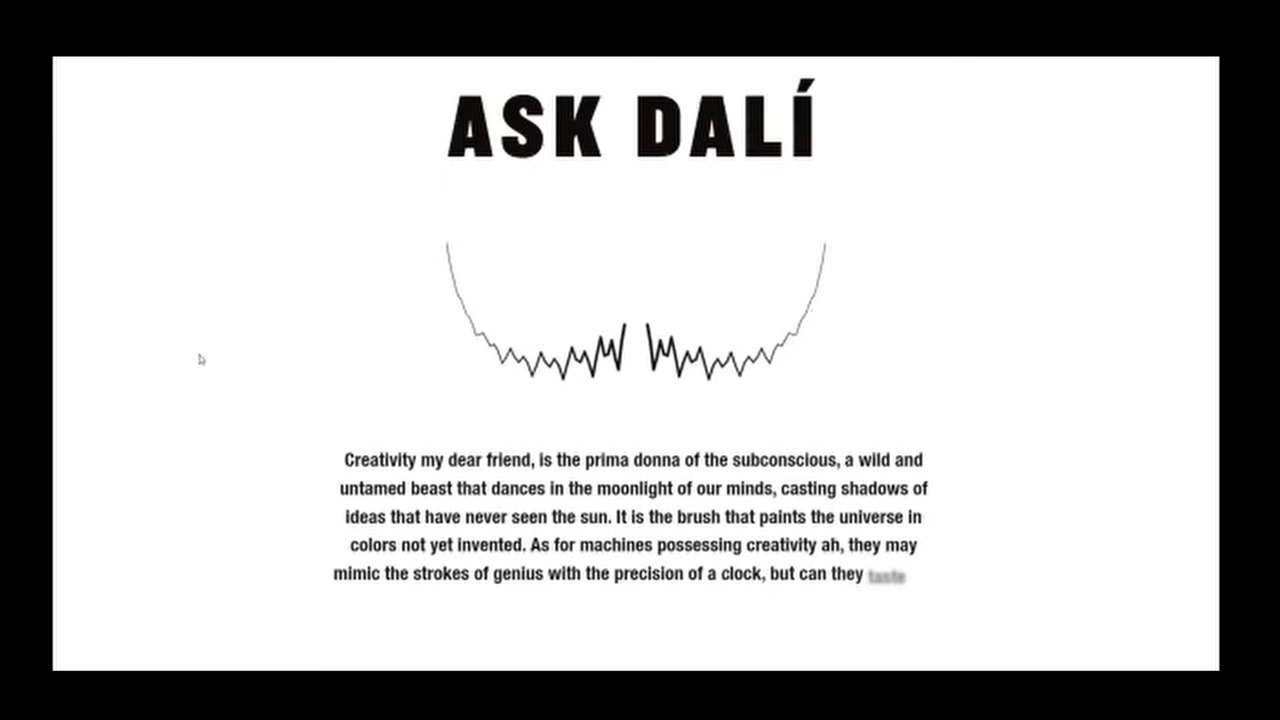 ASK DALÍ
Creativity my dear friend, is the prima donna of the subconscious, a wild and
untamed beast that dances in the moonlight of our minds, casting shadows of
ideas that have never seen the sun. It is the brush that paints the universe in
colors not yet invented. As for machines possessing creativity ah, they may
mimic the strokes of genius with the precision of a clock, but can they taste